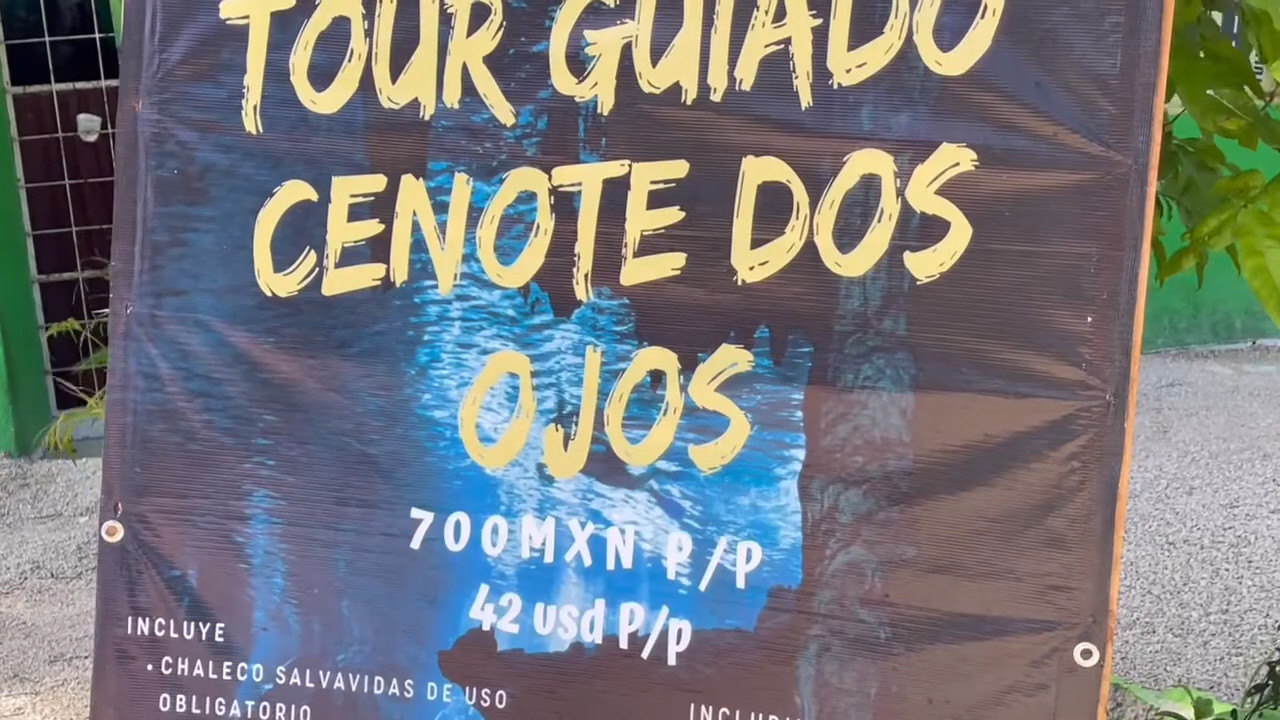 TOUR GUIADO
CENOTE DOS
OJOS
700MXN P/P
42 usd P/p
INCLUYE
• CHALECO SALVAVIDAS DE USO
OBLIGATORIO